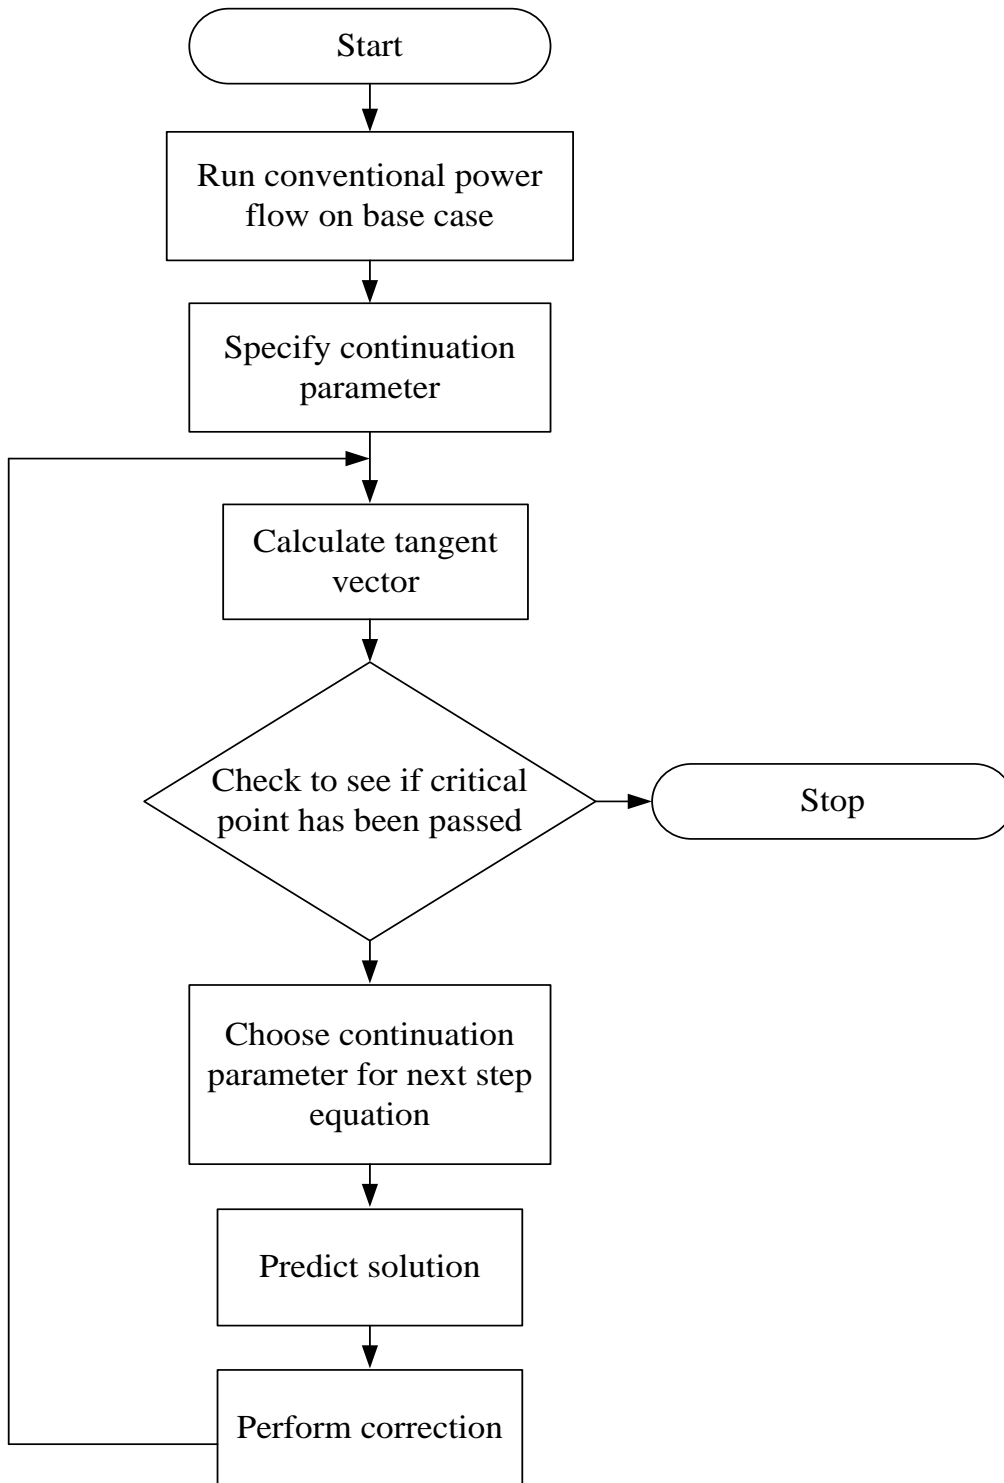 Start
Run conventional power
flow on base case
Specify continuation
parameter
Calculate tangent
vector
Check to see if critical
point has been passed
Stop
Choose continuation
parameter for next step
equation
Predict solution
Perform correction